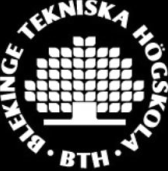 BLEKINGE TEKNISKA HÖGSKOLA
· BTH ·